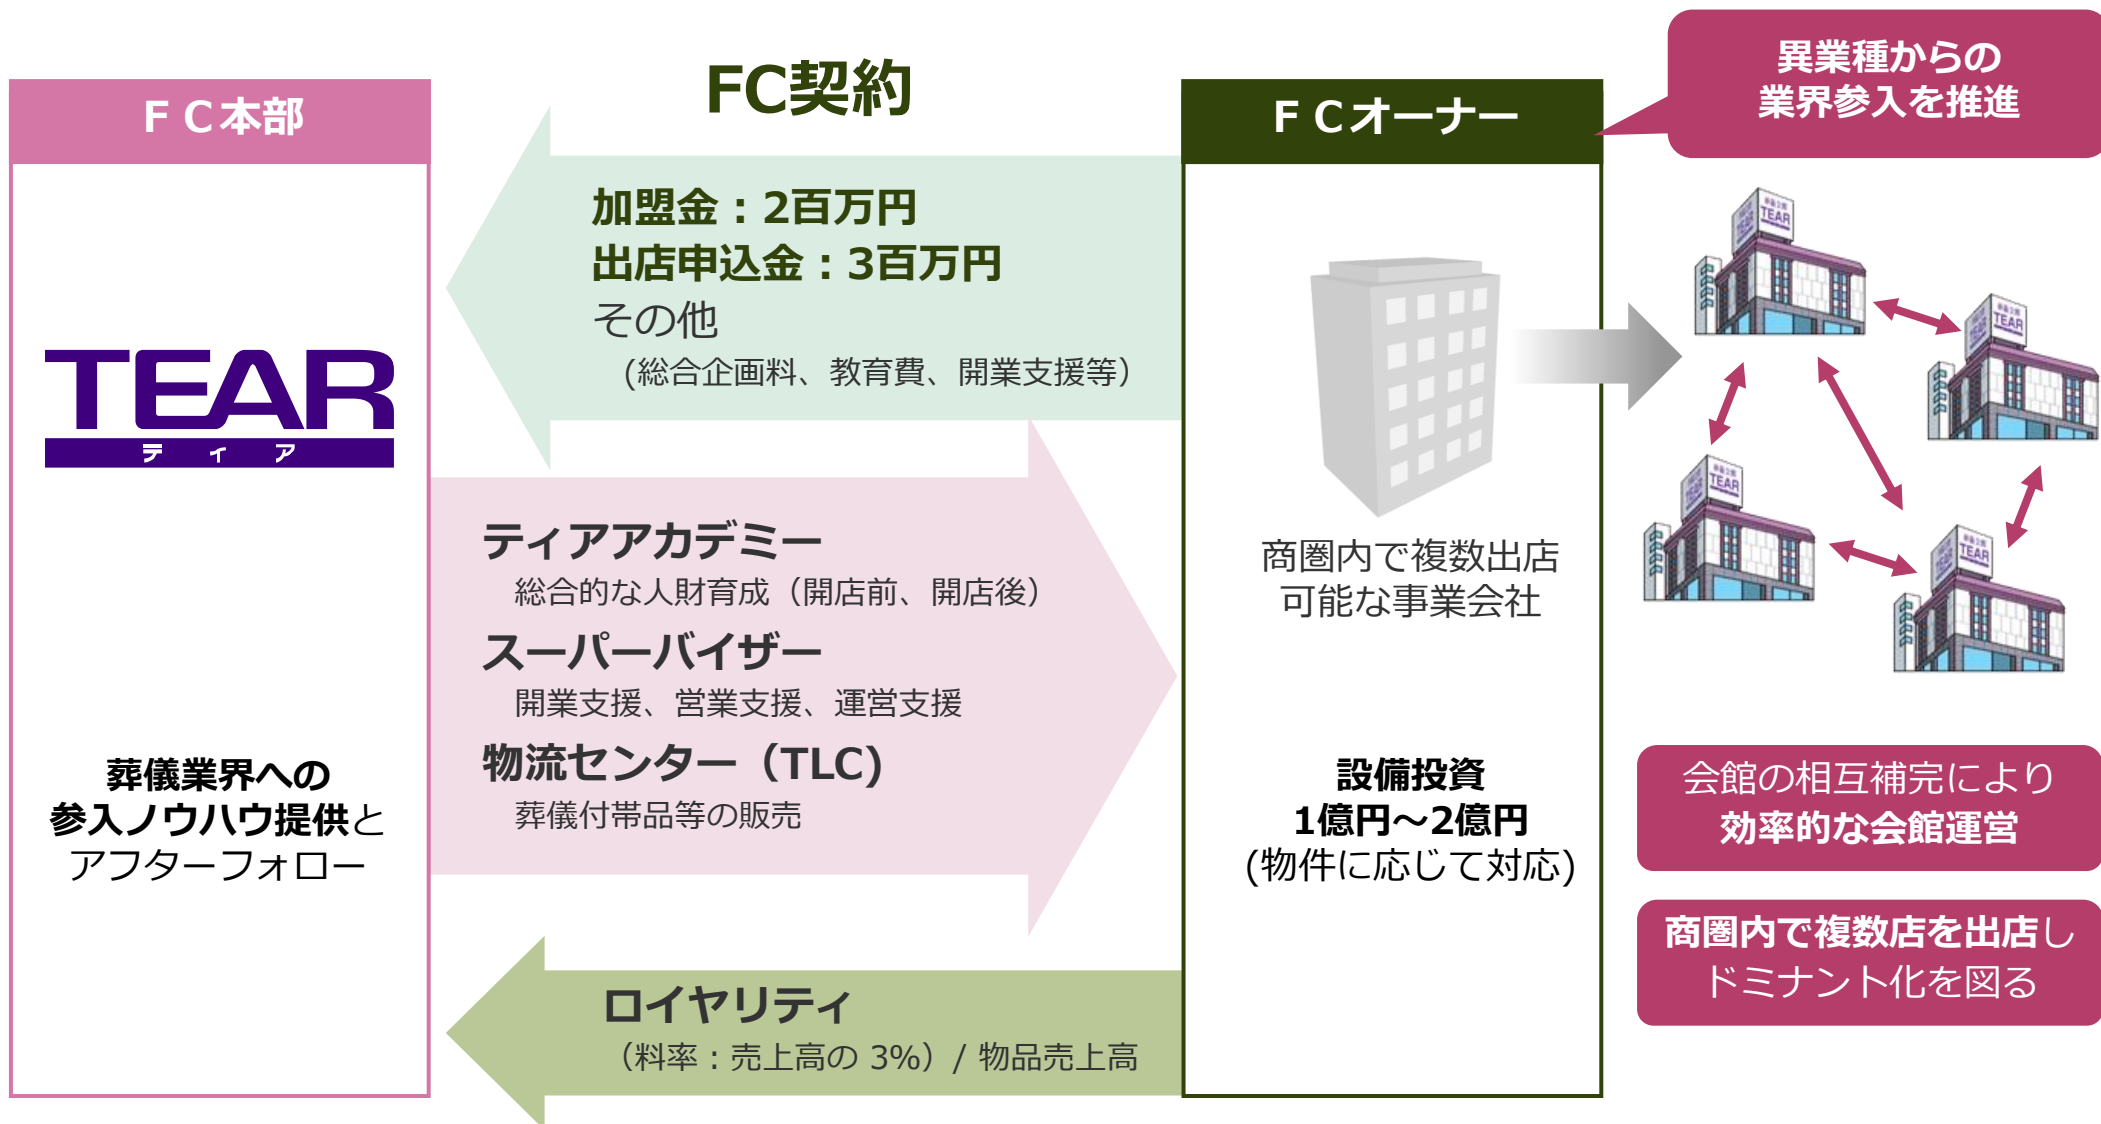 FC契約
ＦＣ本部
TEAR
ティア
葬儀業界への
参入ノウハウ提供と
アフターフォロー
加盟金：2百万円
出店申込金：3百万円
その他
（総合企画料、教育費、開業支援等）
ティアアカデミー
総合的な人財育成（開店前、開店後）
スーパーバイザー
開業支援、営業支援、運営支援
物流センター（TLC)
葬儀付帯品等の販売
ロイヤリティ
（料率：売上高の 3%）/ 物品売上高
ＦＣオーナー
商圏内で複数出店
可能な事業会社
設備投資
1億円～2億円
(物件に応じて対応)
異業種からの
業界参入を推進
TEAR
TEAR
TEAR
TEAR
会館の相互補完により
効率的な会館運営
商圏内で複数店を出店し
ドミナント化を図る